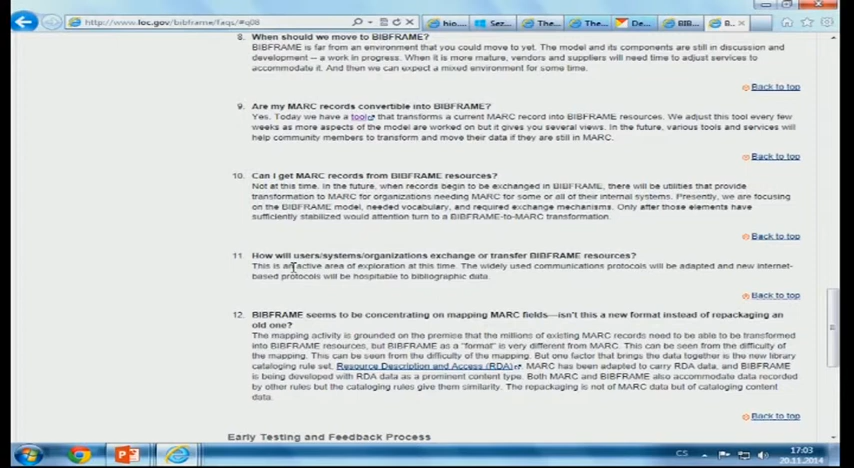 http://www.loc.gov/bibframe/faqs/#q08
bio...
Sez...
The...
The...
De...
BIB...
B...
8. When should we move to BIBFRAME?
BIBFRAME is far from an environment that you could move to yet. The model and its components are still in discussion and
development -- a work in progress. When it is more mature, vendors and suppliers will need time to adjust services to
accommodate it. And then we can expect a mixed environment for some time.
Back to top
9. Are my MARC records convertible into BIBFRAME?
Yes. Today we have a tool that transforms a current MARC record into BIBFRAME resources. We adjust this tool every few
weeks as more aspects of the model are worked on but it gives you several views. In the future, various tools and services will
help community members to transform and move their data if they are still in MARC.
Back to top
10. Can I get MARC records from BIBFRAME resources?
Not at this time. In the future, when records begin to be exchanged in BIBFRAME, there will be utilities that provide
transformation to MARC for organizations needing MARC for some or all of their internal systems. Presently, we are focusing
on the BIBFRAME model, needed vocabulary, and required exchange mechanisms. Only after those elements have
sufficiently stabilized would attention turn to a BIBFRAME-to-MARC transformation.
Back to top
11. How will users/systems/organizations exchange or transfer BIBFRAME resources?
This is an active area of exploration at this time. The widely used communications protocols will be adapted and new internet-
based protocols will be hospitable to bibliographic data.
Back to top
12. BIBFRAME seems to be concentrating on mapping MARC fields—isn't this a new format instead of repackaging an
old one?
The mapping activity is grounded on the premise that the millions of existing MARC records need to be able to be transformed
into BIBFRAME resources, but BIBFRAME as a "format" is very different from MARC. This can be seen from the difficulty of
the mapping. This can be seen from the difficulty of the mapping. But one factor that brings the data together is the new library
cataloging rule set, Resource Description and Access (RDA). MARC has been adapted to carry RDA data, and BIBFRAME
is being developed with RDA data as a prominent content type. Both MARC and BIBFRAME also accommodate data recorded
by other rules but the cataloging rules give them similarity. The repackaging is not of MARC data but of cataloging content
data.
Back to top
Early Testing and Feedback Process
CS
17:03
20.11.2014